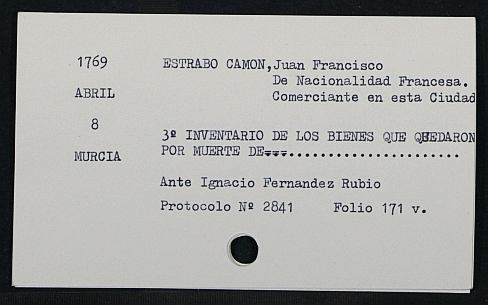 1769
ABRIL
8
MURCIA
ESTRABO CAMON, Juan Francisco
De Nacionalidad Francesa.
Comerciante en esta Ciudad
3º INVENTARIO DE LOS BIENES QUE QUEDARON
POR MUERTE DE.......................
Ante Ignacio Fernandez Rubio
Protocolo Nº 2841 Folio 171 v.